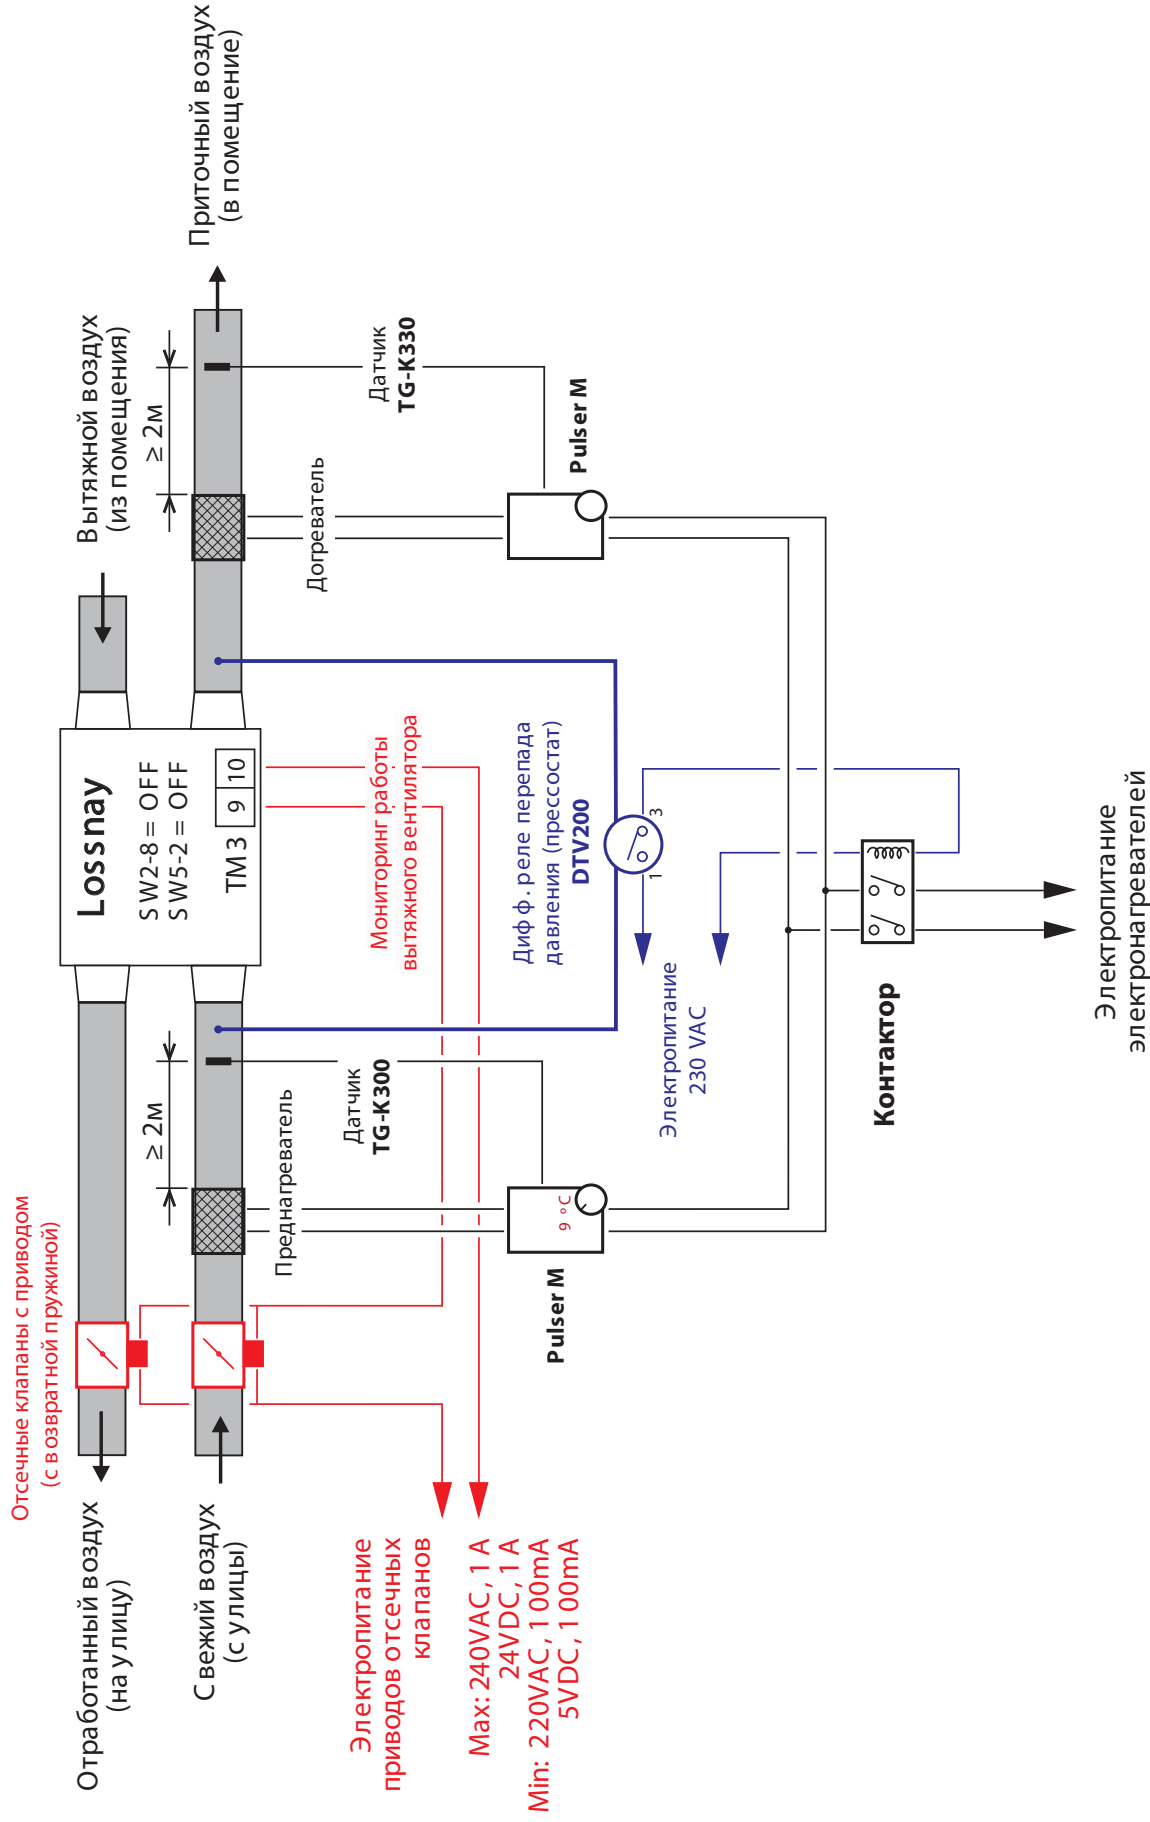 Отсечные клапаны с приводом
(с возвратной пружиной)
Отработанный воздух
(на улицу)
Свежий воздух
(с улицы)
Вытяжной воздух
(из помещения)
Приточный воздух
(в помещение)
Lossnay
SW2-8 = OFF
SW5-2 = OFF
TM3
9
10
≥ 2м
≥ 2м
Преднагреватель
Датчик
TG-K300
Догреватель
Датчик
TG-K330
Мониторинг работы
вытяжного вентилятора
Электропитание
приводов отсечных
клапанов
Max: 240VAC, 1 A
24VDC, 1 A
Min: 220VAC, 100mA
5VDC, 100mA
Pulser M
9 °C
Pulser M
Дифф. реле перепада
давления (прессостат)
DTV200
1
3
Электропитание
230 VAC
Контактор
Электропитание
электронагревателей